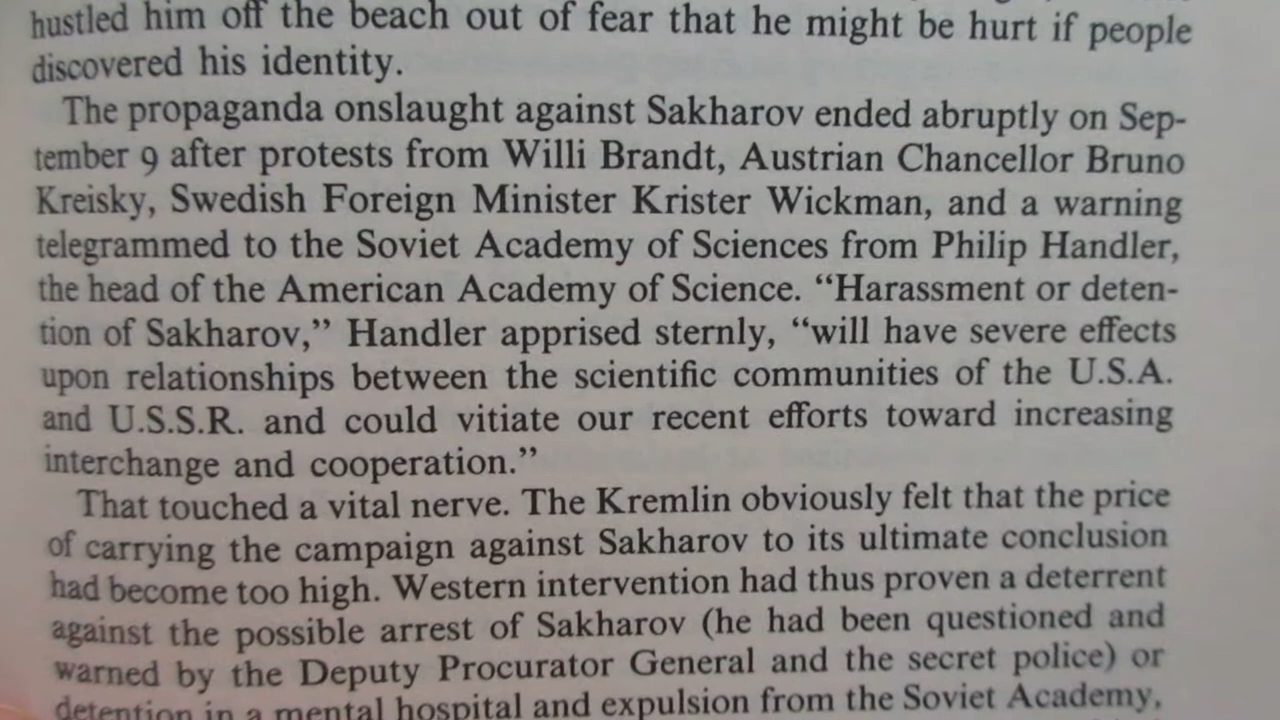 hustled him off the beach out of fear that he might be hurt if people
discovered his identity.
The propaganda onslaught against Sakharov ended abruptly on Sep-
tember 9 after protests from Willi Brandt, Austrian Chancellor Bruno
Kreisky, Swedish Foreign Minister Krister Wickman, and a warning
telegrammed to the Soviet Academy of Sciences from Philip Handler,
the head of the American Academy of Science. “Harassment or deten-
tion of Sakharov,” Handler apprised sternly, “will have severe effects
upon relationships between the scientific communities of the U.S.A.
and U.S.S.R. and could vitiate our recent efforts toward increasing
interchange and cooperation.”
That touched a vital nerve. The Kremlin obviously felt that the price
of carrying the campaign against Sakharov to its ultimate conclusion
had become too high. Western intervention had thus proven a deterrent
against the possible arrest of Sakharov (he had been questioned and
warned by the Deputy Procurator General and the secret police) or
detention in a mental hospital and expulsion from the Soviet Academy,